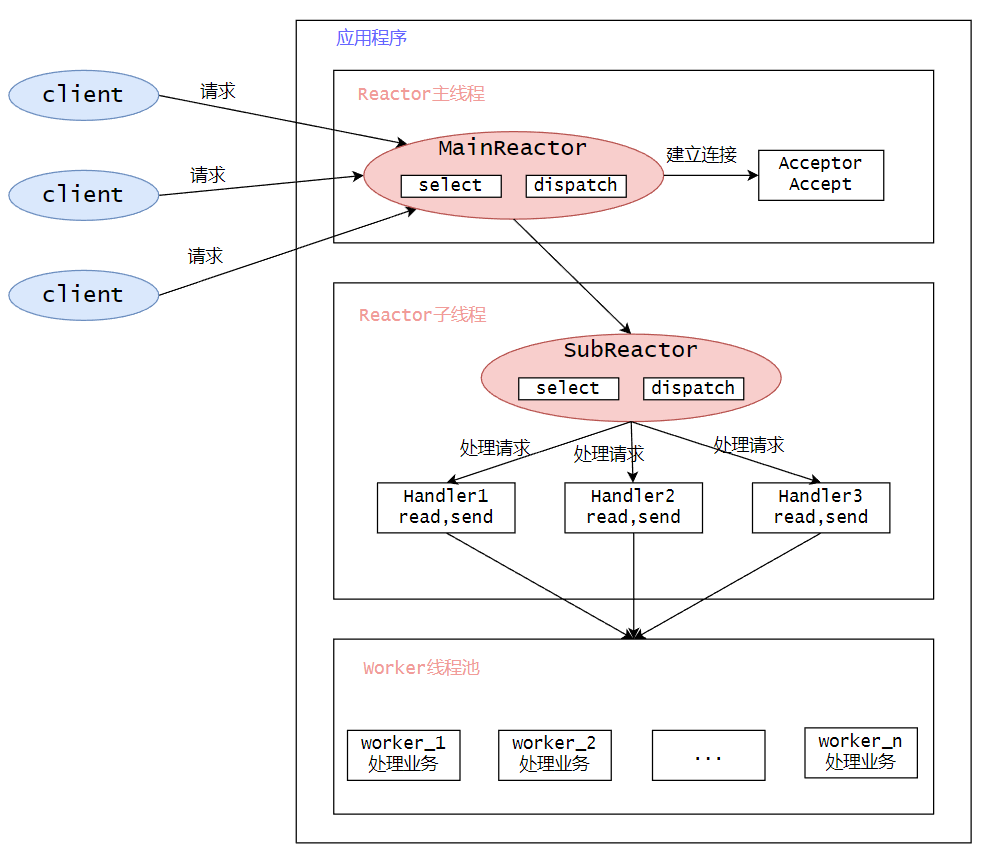 应用程序
Reactor主线程
client
请求
MainReactor
select
dispatch
建立连接
Acceptor
Accept
client
请求
client
请求
Reactor子线程
SubReactor
select
dispatch
处理请求
处理请求
处理请求
Handler1
read,send
Handler2
read,send
Handler3
read,send
Worker线程池
worker_1
处理业务
worker_2
处理业务
...
worker_n
处理业务